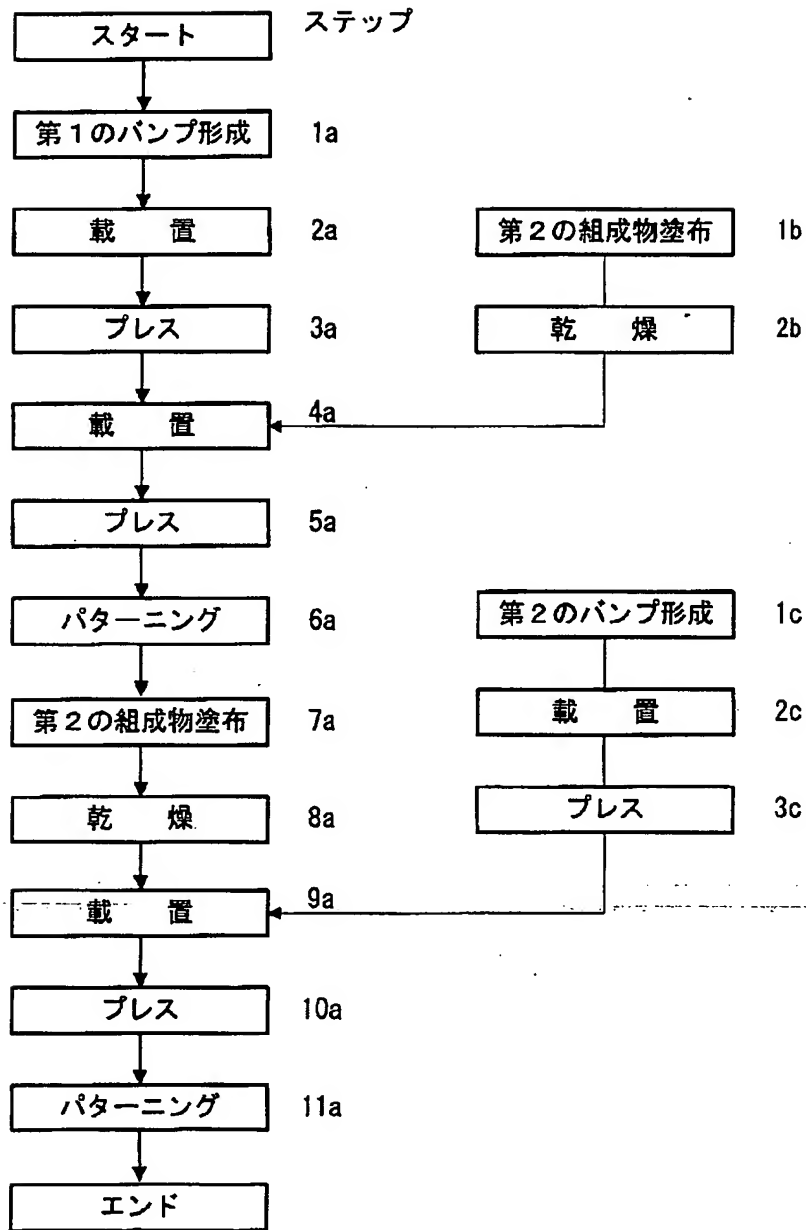 スタート
ステップ
第1のバンプ形成 1a
載 置 2a
第2の組成物塗布 1b
プレス 3a
乾 燥 2b
載 置 4a
プレス 5a
パターニング 6a
第2のバンプ形成 1c
第2の組成物塗布 7a
載 置 2c
乾 燥 8a
プレス 3c
載 置 9a
プレス 10a
パターニング 11a
エンド